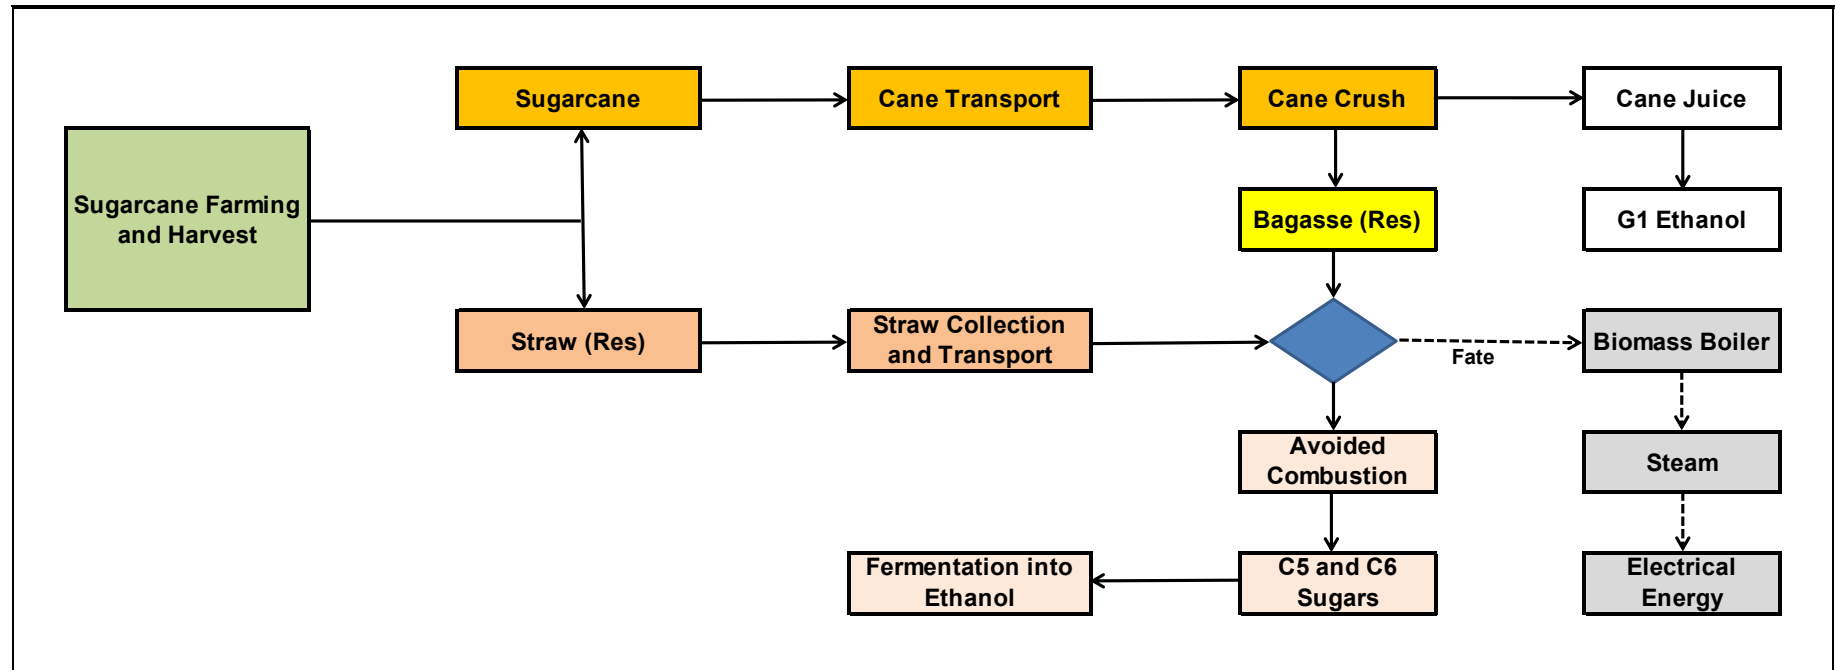 Sugarcane
Cane Transport
Cane Crush
Cane Juice
Sugarcane Farming
and Harvest
Bagasse (Res)
G1 Ethanol
Straw (Res)
Straw Collection
and Transport
Fate
Biomass Boiler
Avoided
Combustion
Steam
Fermentation into
Ethanol
C5 and C6
Sugars
Electrical
Energy